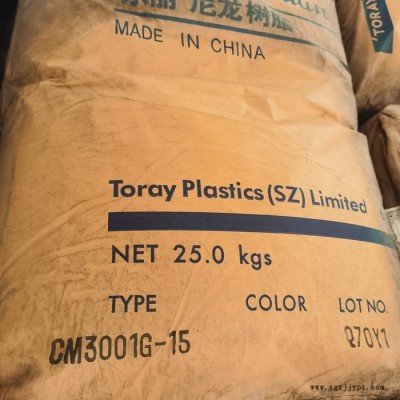 尼龙树脂
MADE IN CHINA
Toray Plastics (SZ) Limited
NET 25.0 kgs
TYPE COLOR LOT NO.
CM3001G-15 Q70Y1
'TORAY
www.zgxjjypt.com